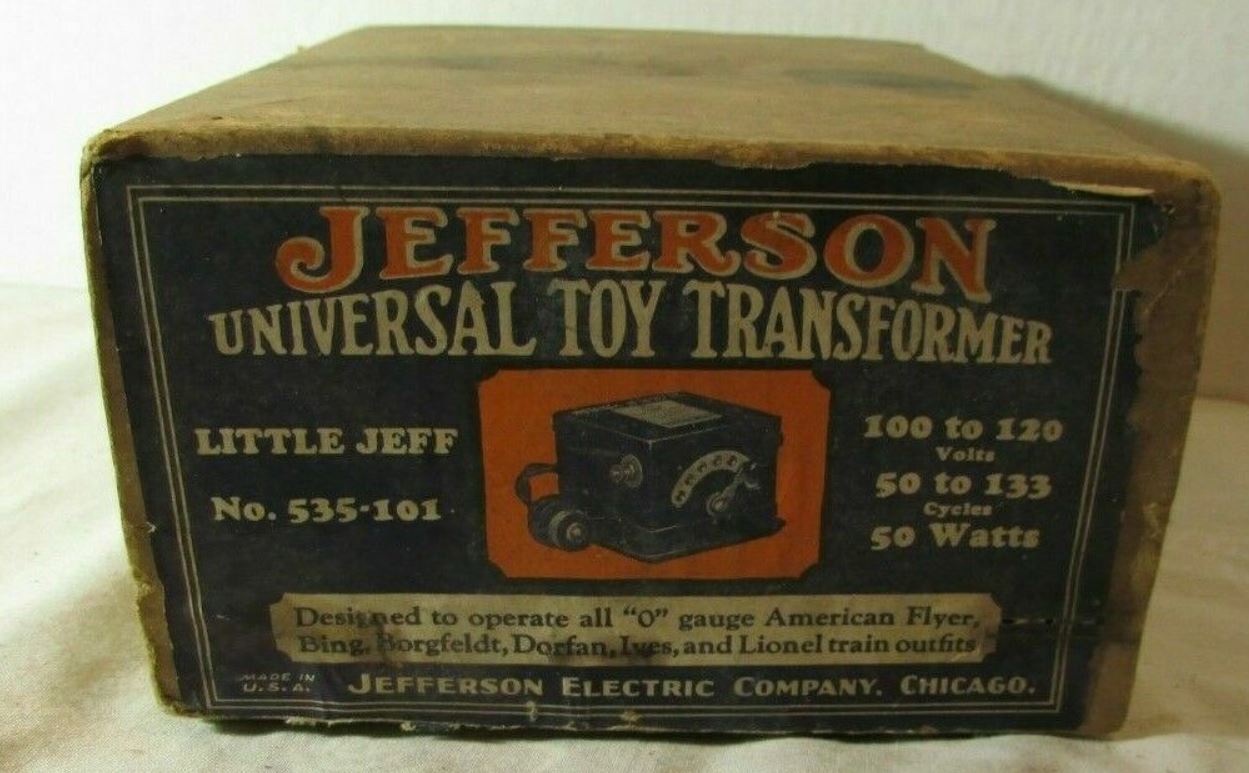 JEFFERSON
UNIVERSAL TOY TRANSFORMER
LITTLE JEFF
No. 535-101
100 to 120
Volts
50 to 133
Cycles
50 Watts
Designed to operate all "O" gauge American Flyer,
Bing, Borgfeldt, Dorfan, Ives, and Lionel train outfits
MADE IN
U.S.A.
JEFFERSON ELECTRIC COMPANY. CHICAGO.